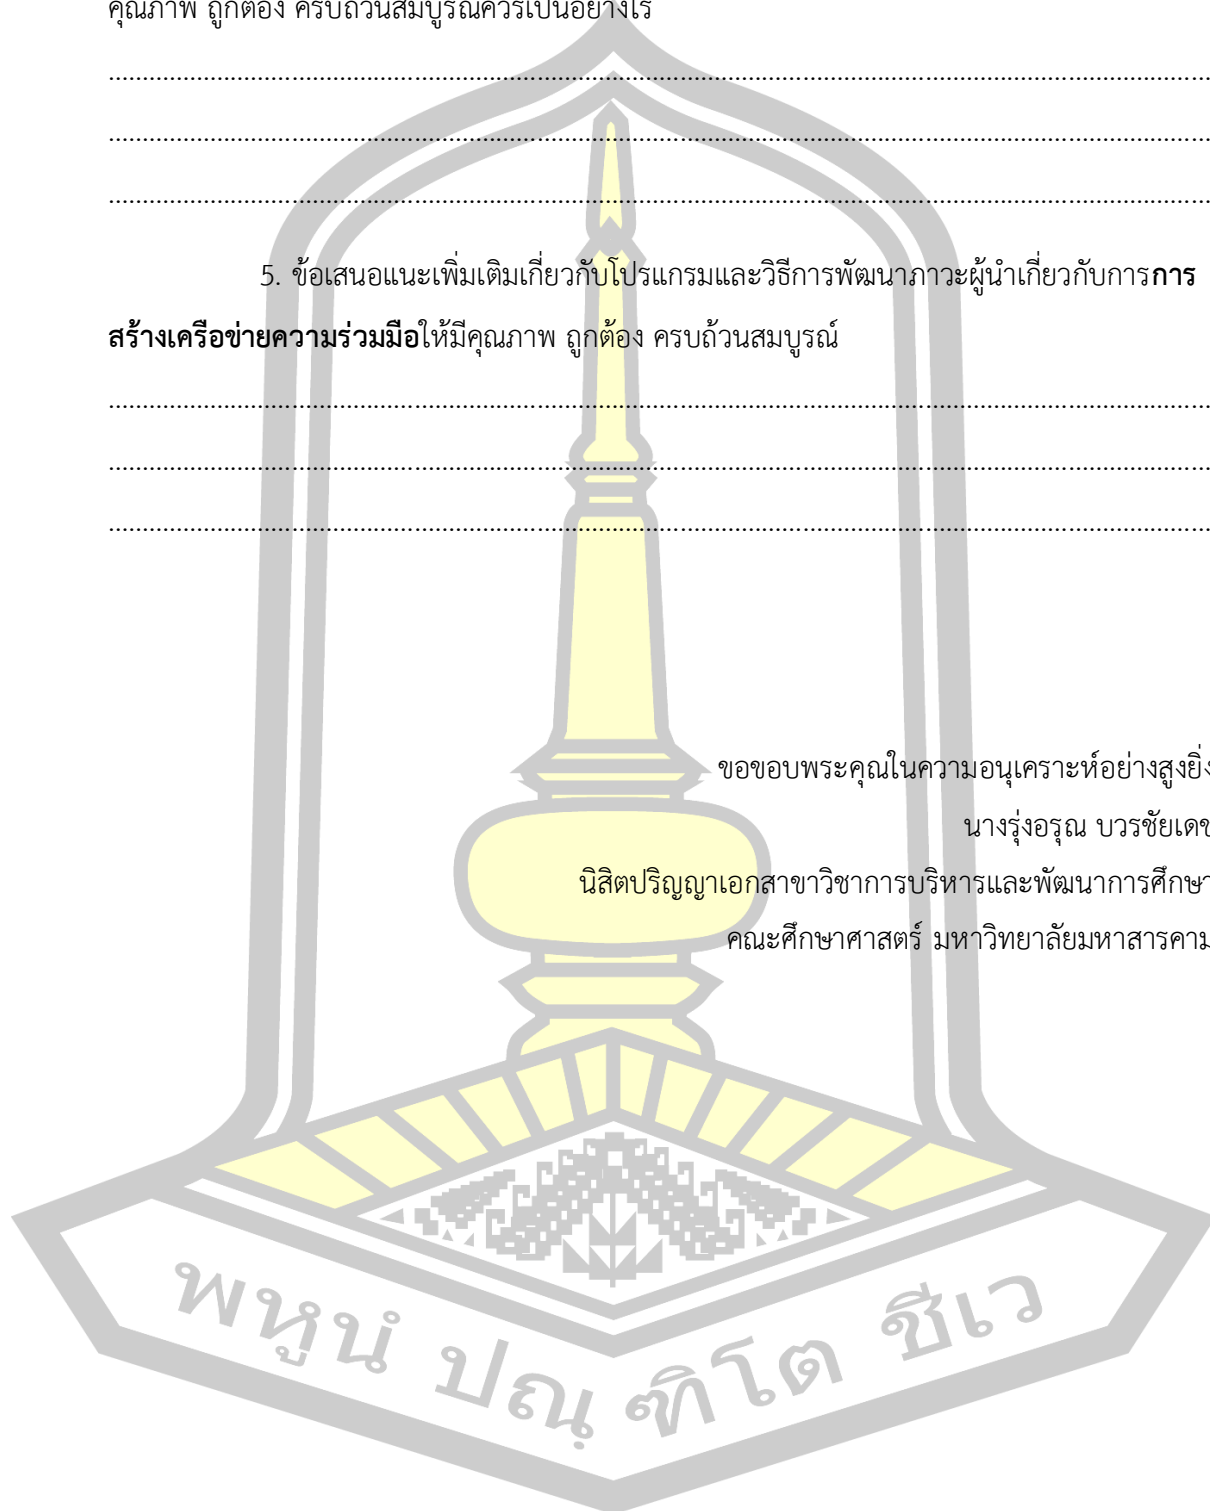 คุณภาพ ถูกต้อง ครบถ้วนสมบูรณ์ควรเป็นอย่างไร
................................................................................................................................................................
................................................................................................................................................................
................................................................................................................................................................
5. ข้อเสนอแนะเพิ่มเติมเกี่ยวกับโปรแกรมและวิธีการพัฒนาภาวะผู้นำเกี่ยวกับการการ
สร้างเครือข่ายความร่วมมือให้มีคุณภาพ ถูกต้อง ครบถ้วนสมบูรณ์
................................................................................................................................................................
................................................................................................................................................................
................................................................................................................................................................
ขอขอบพระคุณในความอนุเคราะห์อย่างสูงยิ่ง
นางรุ่งอรุณ บวรชัยเดช
นิสิตปริญญาเอกสาขาวิชาการบริหารและพัฒนาการศึกษา
คณะศึกษาศาสตร์ มหาวิทยาลัยมหาสารคาม
พหูนํ ปณฺฑิโต ชีเว